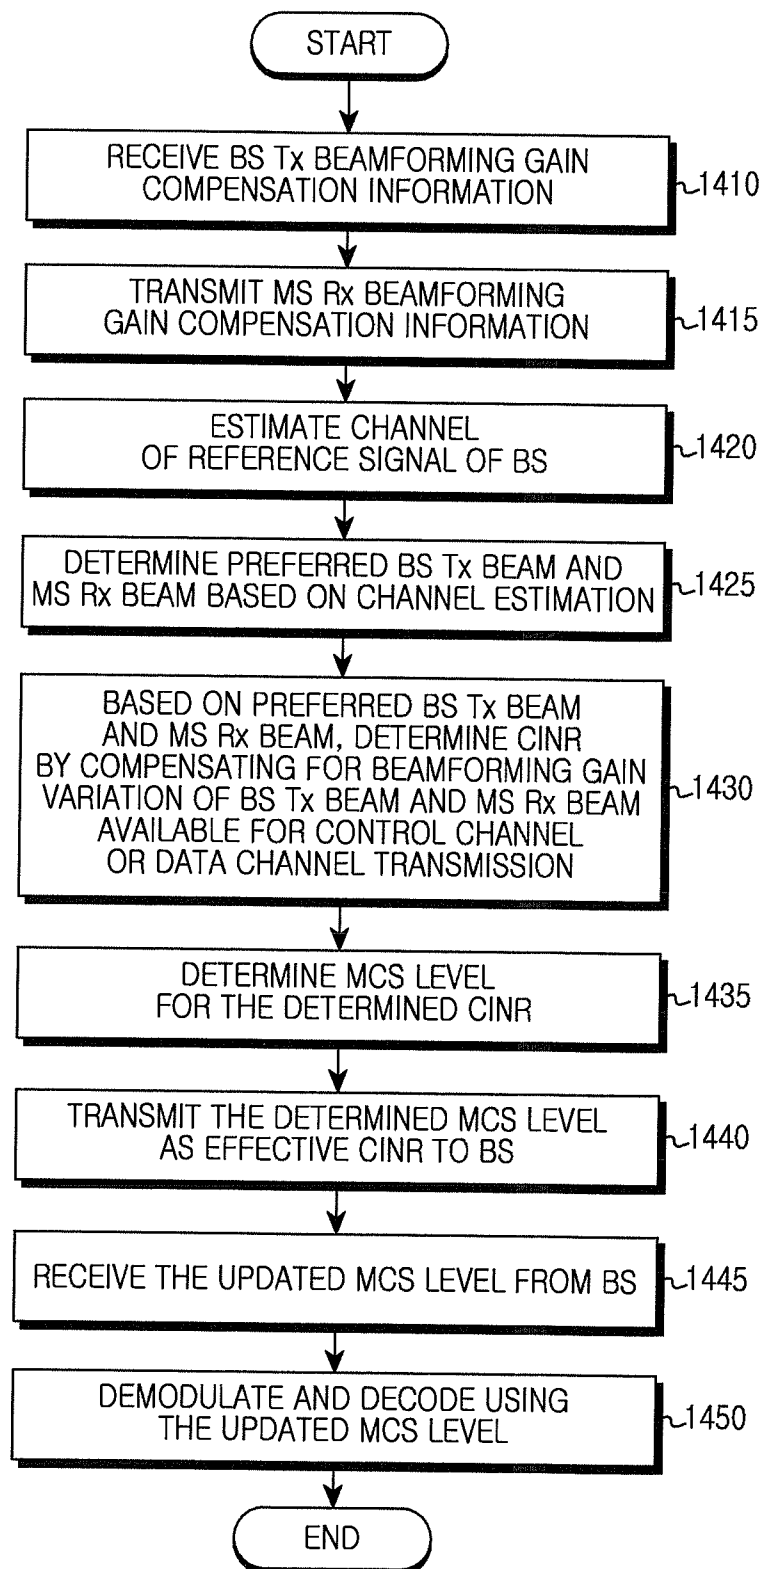 START
RECEIVE BS Tx BEAMFORMING GAIN
COMPENSATION INFORMATION
1410
TRANSMIT MS Rx BEAMFORMING
GAIN COMPENSATION INFORMATION
1415
ESTIMATE CHANNEL
OF REFERENCE SIGNAL OF BS
1420
DETERMINE PREFERRED BS Tx BEAM AND
MS Rx BEAM BASED ON CHANNEL ESTIMATION
1425
BASED ON PREFERRED BS Tx BEAM
AND MS Rx BEAM, DETERMINE CINR
BY COMPENSATING FOR BEAMFORMING GAIN
VARIATION OF BS Tx BEAM AND MS Rx BEAM
AVAILABLE FOR CONTROL CHANNEL
OR DATA CHANNEL TRANSMISSION
1430
DETERMINE MCS LEVEL
FOR THE DETERMINED CINR
1435
TRANSMIT THE DETERMINED MCS LEVEL
AS EFFECTIVE CINR TO BS
1440
RECEIVE THE UPDATED MCS LEVEL FROM BS
1445
DEMODULATE AND DECODE USING
THE UPDATED MCS LEVEL
1450
END